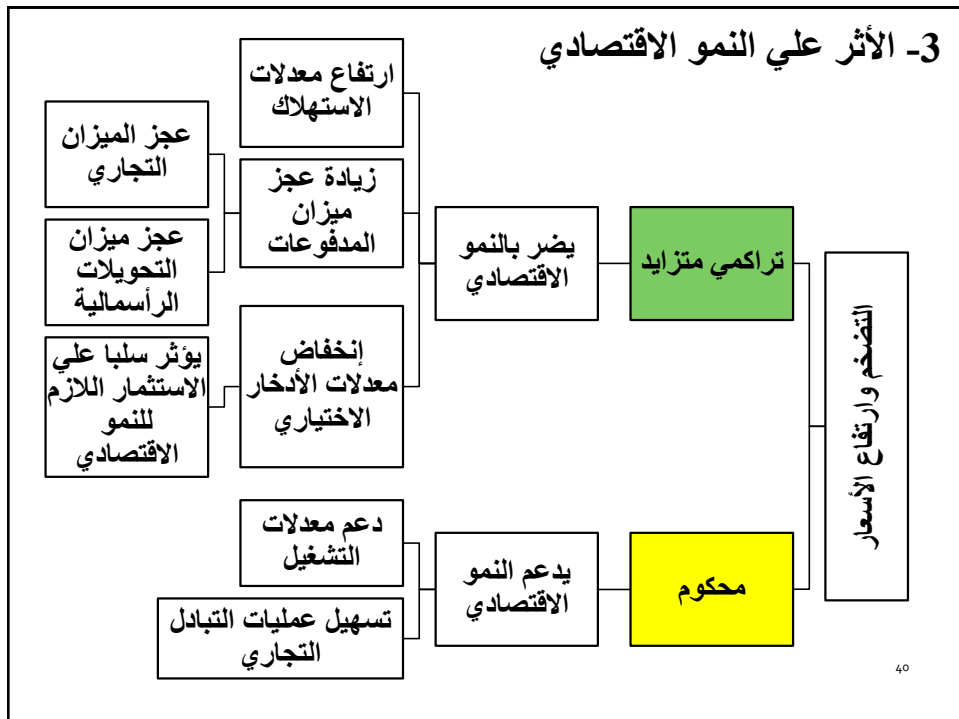 3- الأثر علي النمو الاقتصادي
التضخم وارتفاع الأسعار
تراكمي متزايد
يضر بالنمو
الاقتصادي
ارتفاع معدلات
الاستهلاك
زيادة عجز
ميزان
المدفوعات
عجز الميزان
التجاري
عجز ميزان
التحويلات
الرأسمالية
إنخفاض
معدلات الأدخار
الاختياري
يؤثر سلبا علي
الاستثمار اللازم
للنمو
الاقتصادي
محكوم
يدعم النمو
الاقتصادي
دعم معدلات
التشغيل
تسهيل عمليات التبادل
التجاري
40